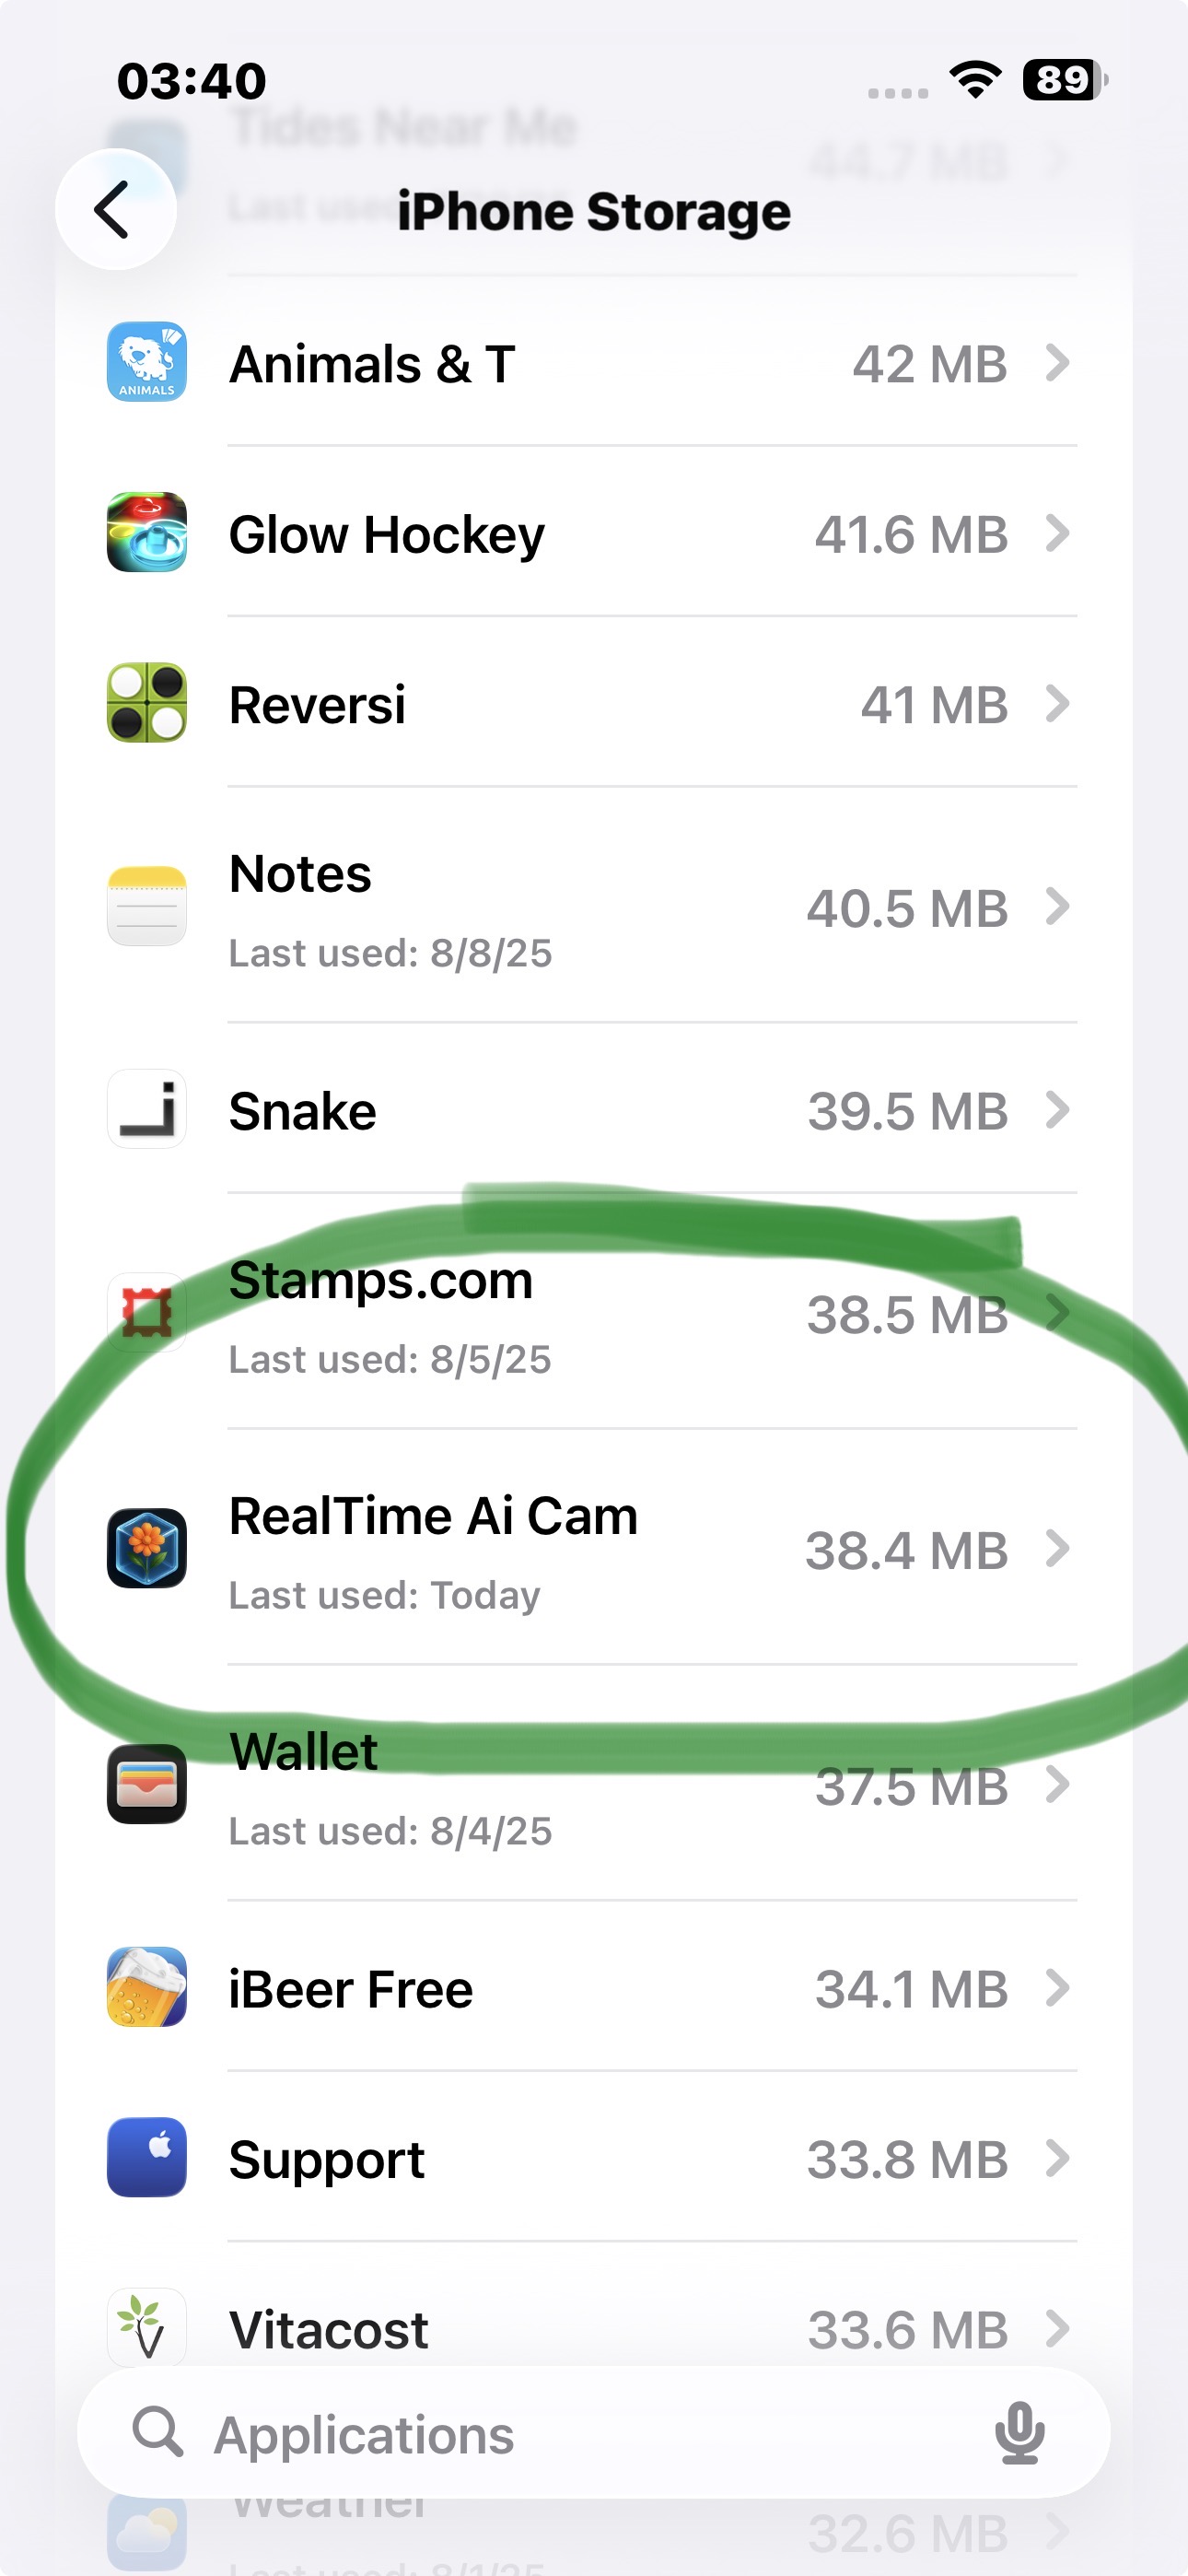 03:40
89
Tides Near Me
44.7 MB
Last used
iPhone Storage
ANIMALS
Animals & T
42 MB
Glow Hockey
41.6 MB
Reversi
41 MB
Notes
40.5 MB
Last used: 8/8/25
Snake
39.5 MB
Stamps.com
38.5 MB
Last used: 8/5/25
RealTime Ai Cam
38.4 MB
Last used: Today
Wallet
37.5 MB
Last used: 8/4/25
iBeer Free
34.1 MB
Support
33.8 MB
Vitacost
33.6 MB
Applications
Weather
32.6 MB
Last used: 8/1/25